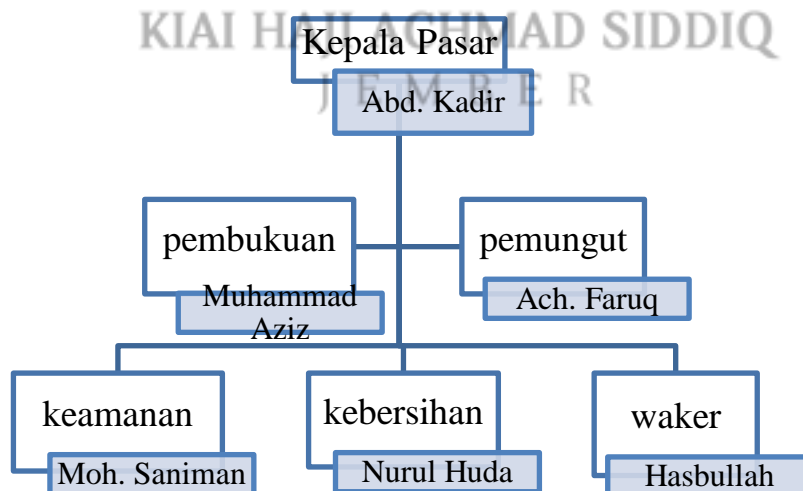 KIAI HAJI ACHMAD SIDDIQ
JEMBER
Kepala Pasar
Abd. Kadir
pembukuan
Muhammad
Aziz
pemungut
Ach. Faruq
keamanan
Moh. Saniman
kebersihan
Nurul Huda
waker
Hasbullah